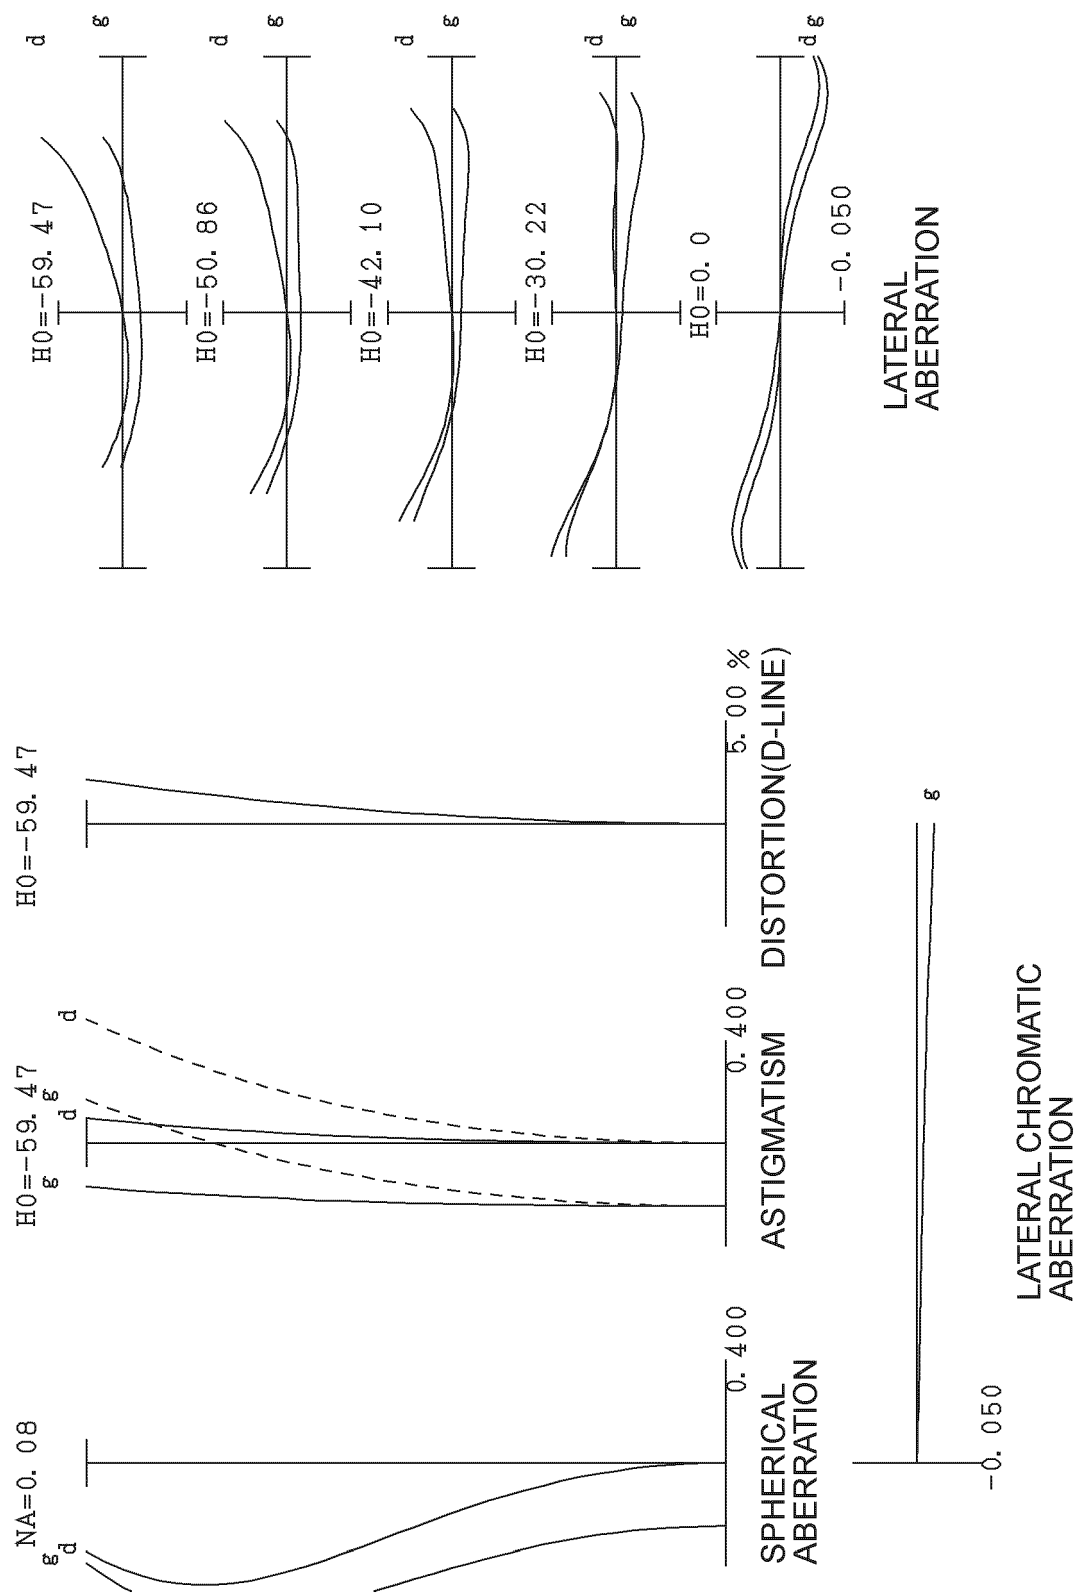 NA=0. 08
g
d
0. 400
SPHERICAL
ABERRATION
H0=-59. 47
g
d
g
d
0. 400
ASTIGMATISM
H0=-59. 47
5. 00 %
DISTORTION(D-LINE)
g
-0. 050
LATERAL CHROMATIC
ABERRATION
H0=-59. 47
d
g
H0=-50. 86
d
g
H0=-42. 10
d
g
H0=-30. 22
d
g
H0=0. 0
d g
-0. 050
LATERAL
ABERRATION